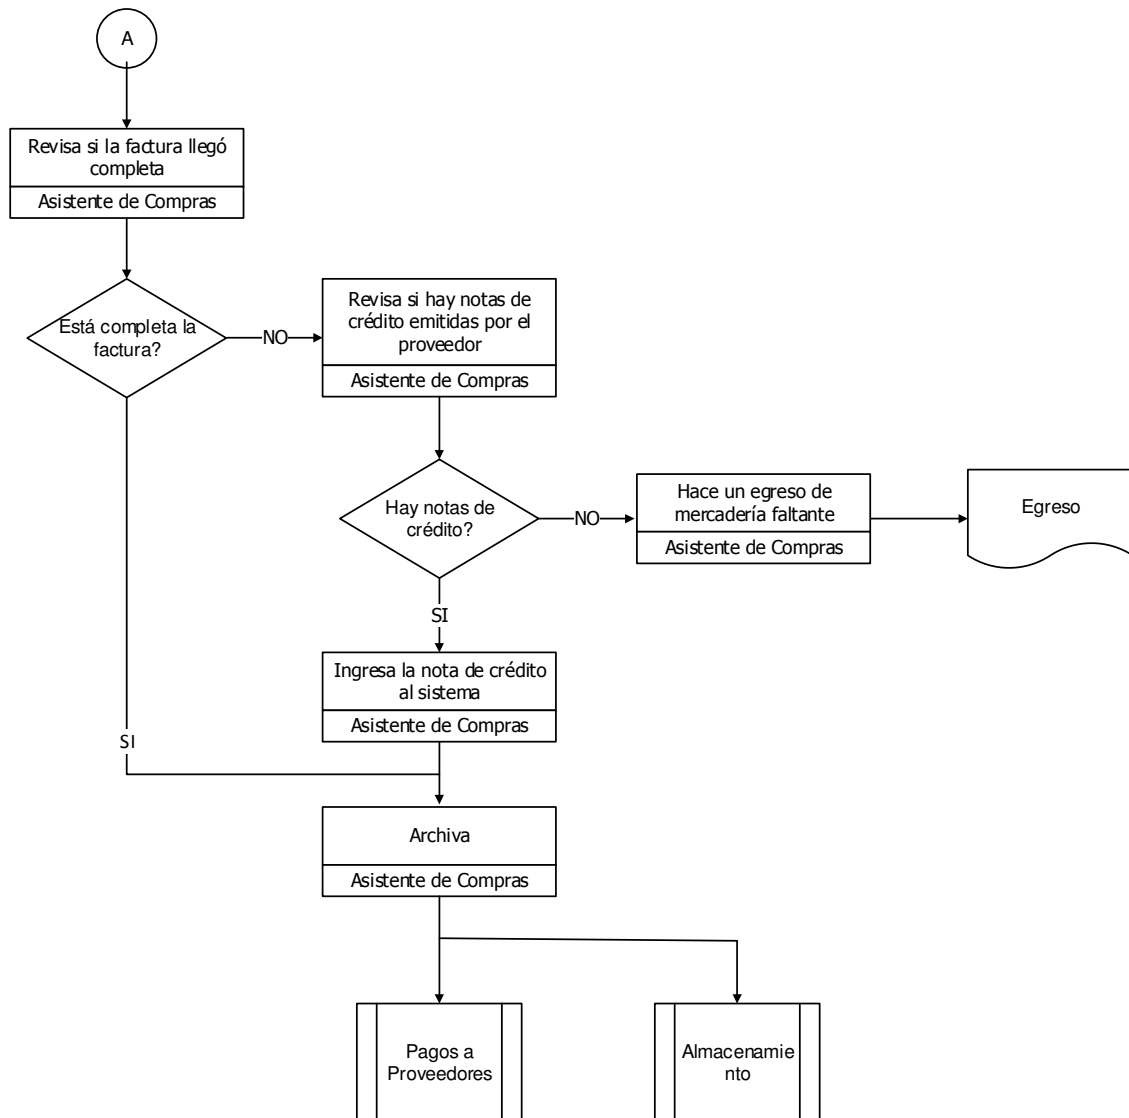 A
Revisa si la factura llegó
completa
Asistente de Compras
Está completa la
factura?
NO
Revisa si hay notas de
crédito emitidas por el
proveedor
Asistente de Compras
Hay notas de
crédito?
NO
Hace un egreso de
mercadería faltante
Asistente de Compras
Egreso
SI
Ingresa la nota de crédito
al sistema
Asistente de Compras
SI
Archiva
Asistente de Compras
Pagos a
Proveedores
Almacenamie
nto